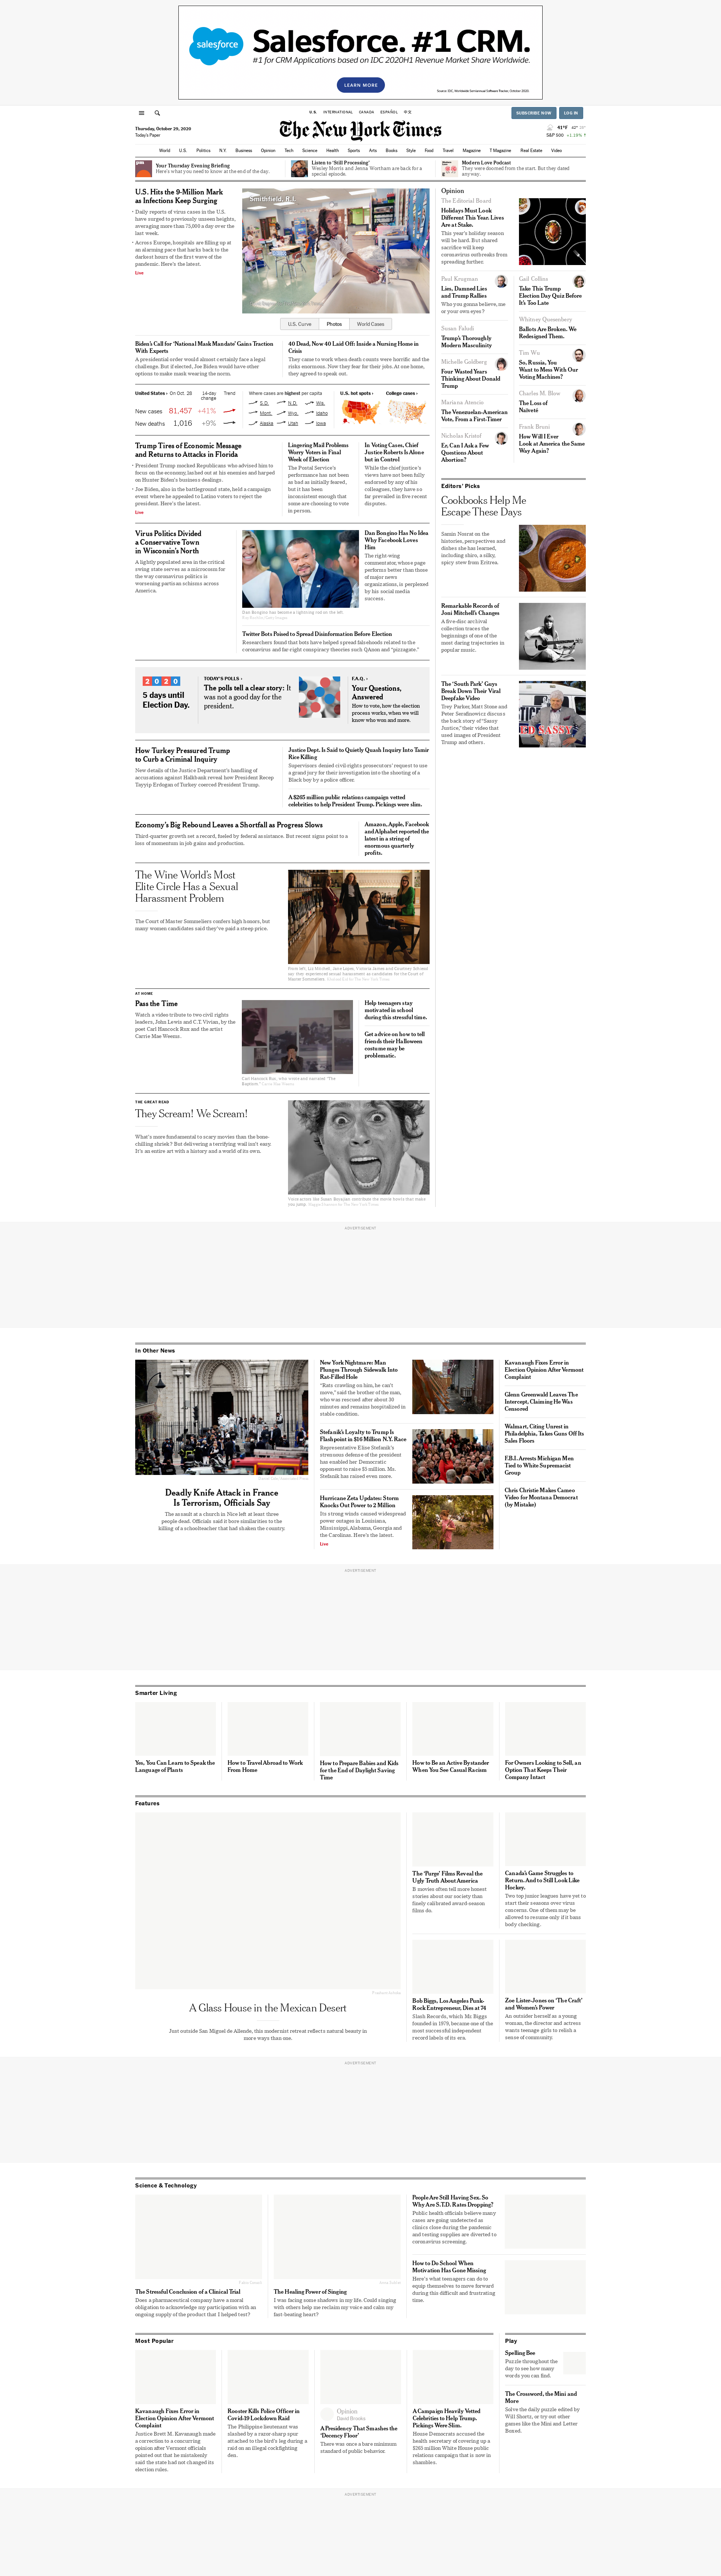 salesforce
Salesforce. #1 CRM.
#1 for CRM Applications based on IDC 2020H1 Revenue Market Share Worldwide.
LEARN MORE
Source: IDC, Worldwide Semiannual Software Tracker, October 2020.
U.S. INTERNATIONAL CANADA ESPAÑOL 中文
SUBSCRIBE NOW LOG IN
Thursday, October 29, 2020
Today's Paper
The New York Times
S&P 500 +1.19% ↑
World U.S. Politics N.Y. Business Opinion Tech Science Health Sports Arts Books Style Food Travel Magazine T Magazine Real Estate Video
Your Thursday Evening Briefing
Here's what you need to know at the end of the day.
Listen to 'Still Processing'
Wesley Morris and Jenna Wortham are back for a
special episode.
Modern Love Podcast
They were doomed from the start. But they dated
anyway.
U.S. Hits the 9-Million Mark
as Infections Keep Surging
• Daily reports of virus cases in the U.S.
have surged to previously unseen heights,
averaging more than 75,000 a day over the
last week.
• Across Europe, hospitals are filling up at
an alarming pace that harks back to the
darkest hours of the first wave of the
pandemic. Here's the latest.
Live
Smithfield, R.I.
U.S. Curve Photos World Cases
Biden's Call for 'National Mask Mandate' Gains Traction
With Experts
A presidential order would almost certainly face a legal
challenge. But if elected, Joe Biden would have other
options to make mask wearing the norm.
40 Dead, Now 40 Laid Off: Inside a Nursing Home in
Crisis
They came to work when death counts were horrific and the
risks enormous. Now they fear for their jobs. At one home,
they agreed to speak out.
United States › On Oct. 28 14-day
change Trend
New cases 81,457 +41%
New deaths 1,016 +9%
Where cases are highest per capita
S.D. N.D. Wis.
Mont. Wyo. Idaho
Alaska Utah Iowa
U.S. hot spots › College cases ›
Trump Tires of Economic Message
and Returns to Attacks in Florida
• President Trump mocked Republicans who advised him to
focus on the economy, lashed out at his enemies and harped
on Hunter Biden's business dealings.
• Joe Biden, also in the battleground state, held a campaign
event where he appealed to Latino voters to reject the
president. Here's the latest.
Live
Lingering Mail Problems
Worry Voters in Final
Week of Election
The Postal Service's
performance has not been
as bad as initially feared,
but it has been
inconsistent enough that
some are choosing to vote
in person.
In Voting Cases, Chief
Justice Roberts Is Alone
but in Control
While the chief justice's
views have not been fully
endorsed by any of his
colleagues, they have so
far prevailed in five recent
disputes.
Virus Politics Divided
a Conservative Town
in Wisconsin's North
A lightly populated area in the critical
swing state serves as a microcosm for
the way coronavirus politics is
worsening partisan schisms across
America.
Dan Bongino has become a lightning rod for the left.
Dan Bongino Has No Idea
Why Facebook Loves
Him
The right-wing
commentator, whose page
performs better than those
of major news
organizations, is perplexed
by his social media
success.
Twitter Bots Poised to Spread Disinformation Before Election
Researchers found that bots have helped spread falsehoods related to the
coronavirus and far-right conspiracy theories such QAnon and "pizzagate."
2020
5 days until
Election Day.
TODAY'S POLLS ›
The polls tell a clear story: It
was not a good day for the
president.
F.A.Q. ›
Your Questions,
Answered
How to vote, how the election
process works, when we will
know who won and more.
How Turkey Pressured Trump
to Curb a Criminal Inquiry
New details of the Justice Department's handling of
accusations against Halkbank reveal how President Recep
Tayyip Erdogan of Turkey coerced President Trump.
Justice Dept. Is Said to Quietly Quash Inquiry Into Tamir
Rice Killing
Supervisors denied civil rights prosecutors' request to use
a grand jury for their investigation into the shooting of a
Black boy by a police officer.
A $265 million public relations campaign vetted
celebrities to help President Trump. Pickings were slim.
Economy's Big Rebound Leaves a Shortfall as Progress Slows
Third-quarter growth set a record, fueled by federal assistance. But recent signs point to a
loss of momentum in job gains and production.
Amazon, Apple, Facebook
and Alphabet reported the
latest in a string of
enormous quarterly
profits.
The Wine World's Most
Elite Circle Has a Sexual
Harassment Problem
The Court of Master Sommeliers confers high honors, but
many women candidates said they've paid a steep price.
From left: Liz Mitchell, Jane Lopes, Victoria James and Courtney Schiessl
say they experienced sexual harassment as candidates for the Court of
Master Sommeliers.
AT HOME
Pass the Time
Watch a video tribute to two civil rights
leaders, John Lewis and C.T. Vivian, by the
poet Carl Hancock Rux and the artist
Carrie Mae Weems.
Carl Hancock Rux, who wrote and narrated "The
Baptism."
Help teenagers stay
motivated in school
during this stressful time.
Get advice on how to tell
friends their Halloween
costume may be
problematic.
THE GREAT READ
They Scream! We Scream!
What's more fundamental to scary movies than the bone-
chilling shriek? But delivering a terrifying wail isn't easy.
It's an entire art with a history and a world of its own.
Opinion
The Editorial Board
Holidays Must Look
Different This Year. Lives
Are at Stake.
This year's holiday season
will be hard. But shared
sacrifice will keep
coronavirus outbreaks from
spreading further.
Paul Krugman
Lies, Damned Lies
and Trump Rallies
Who you gonna believe, me
or your own eyes?
Susan Faludi
Trump's Thoroughly
Modern Masculinity
Michelle Goldberg
Four Wasted Years
Thinking About Donald
Trump
Mariana Atencio
The Venezuelan-American
Vote, From a First-Timer
Nicholas Kristof
Er, Can I Ask a Few
Questions About
Abortion?
Gail Collins
Take This Trump
Election Day Quiz Before
It's Too Late
Whitney Quesenbery
Ballots Are Broken. We
Redesigned Them.
Tim Wu
So, Russia, You
Want to Mess With Our
Voting Machines?
Charles M. Blow
The Loss of
Naïveté
Frank Bruni
How Will I Ever
Look at America the Same
Way Again?
Editors' Picks
Cookbooks Help Me
Escape These Days
Samin Nosrat on the
histories, perspectives and
dishes she has learned,
including shiro, a silky,
spicy stew from Eritrea.
Remarkable Records of
Joni Mitchell's Changes
A five-disc archival
collection traces the
beginnings of one of the
most daring trajectories in
popular music.
The 'South Park' Guys
Break Down Their Viral
Deepfake Video
Trey Parker, Matt Stone and
Peter Serafinowicz discuss
the back story of "Sassy
Justice," their video that
used images of President
Trump and others.
ED SASSY
ADVERTISEMENT
In Other News
Deadly Knife Attack in France
Is Terrorism, Officials Say
The assault in a church in Nice left at least three
people dead. Officials said it bore similarities to the
killing of a schoolteacher that had shaken the country.
New York Nightmare: Man
Plunges Through Sidewalk Into
Rat-Filled Hole
"Rats crawling on him, he can't
move," said the brother of the man,
who was rescued after about 30
minutes and remains hospitalized in
stable condition.
Stefanik's Loyalty to Trump Is
Flashpoint in $16 Million N.Y. Race
Representative Elise Stefanik's
strenuous defense of the president
has enabled her Democratic
opponent to raise $5 million. Ms.
Stefanik has raised even more.
Hurricane Zeta Updates: Storm
Knocks Out Power to 2 Million
Its strong winds caused widespread
power outages in Louisiana,
Mississippi, Alabama, Georgia and
the Carolinas. Here's the latest.
Live
Kavanaugh Fixes Error in
Election Opinion After Vermont
Complaint
Glenn Greenwald Leaves The
Intercept, Claiming He Was
Censored
Walmart, Citing Unrest in
Philadelphia, Takes Guns Off Its
Sales Floors
F.B.I. Arrests Michigan Men
Tied to White Supremacist
Group
Chris Christie Makes Cameo
Video for Montana Democrat
(by Mistake)
ADVERTISEMENT
Smarter Living
Yes, You Can Learn to Speak the
Language of Plants
How to Travel Abroad to Work
From Home
How to Prepare Babies and Kids
for the End of Daylight Saving
Time
How to Be an Active Bystander
When You See Casual Racism
For Owners Looking to Sell, an
Option That Keeps Their
Company Intact
Features
A Glass House in the Mexican Desert
Just outside San Miguel de Allende, this modernist retreat reflects natural beauty in
more ways than one.
The 'Purge' Films Reveal the
Ugly Truth About America
B movies often tell more honest
stories about our society than
finely calibrated award-season
films do.
Canada's Game Struggles to
Return. And to Still Look Like
Hockey.
Two top junior leagues have yet to
start their seasons over virus
concerns. One of them may be
allowed to resume only if it bans
body checking.
Bob Biggs, Los Angeles Punk-
Rock Entrepreneur, Dies at 74
Slash Records, which Mr. Biggs
founded in 1979, became one of the
most successful independent
record labels of its era.
Zoe Lister-Jones on 'The Craft'
and Women's Power
An outsider herself as a young
woman, the director and actress
wants teenage girls to relish a
sense of community.
ADVERTISEMENT
Science & Technology
The Stressful Conclusion of a Clinical Trial
Does a pharmaceutical company have a moral
obligation to acknowledge my participation with an
ongoing supply of the product that I helped test?
The Healing Power of Singing
I was facing some shadows in my life. Could singing
with others help me reclaim my voice and calm my
fast-beating heart?
People Are Still Having Sex. So
Why Are S.T.D. Rates Dropping?
Public health officials believe many
cases are going undetected as
clinics close during the pandemic
and testing supplies are diverted to
coronavirus screening.
How to Do School When
Motivation Has Gone Missing
Here's what teenagers can do to
equip themselves to move forward
during this difficult and frustrating
time.
Most Popular
Kavanaugh Fixes Error in
Election Opinion After Vermont
Complaint
Justice Brett M. Kavanaugh made
a correction to a concurring
opinion after Vermont officials
pointed out that he mistakenly
said the state had not changed its
election rules.
Rooster Kills Police Officer in
Covid-19 Lockdown Raid
The Philippine lieutenant was
slashed by a razor-sharp spur
attached to the bird's leg during a
raid on an illegal cockfighting
den.
Opinion
David Brooks
A Presidency That Smashes the
'Decency Floor'
There was once a bare minimum
standard of public behavior.
A Campaign Heavily Vetted
Celebrities to Help Trump.
Pickings Were Slim.
House Democrats accused the
health secretary of covering up a
$265 million White House public
relations campaign that is now in
shambles.
Play
Spelling Bee
Puzzle throughout the
day to see how many
words you can find.
The Crossword, the Mini and
More
Solve the daily puzzle edited by
Will Shortz, or try out other
games like the Mini and Letter
Boxed.
ADVERTISEMENT